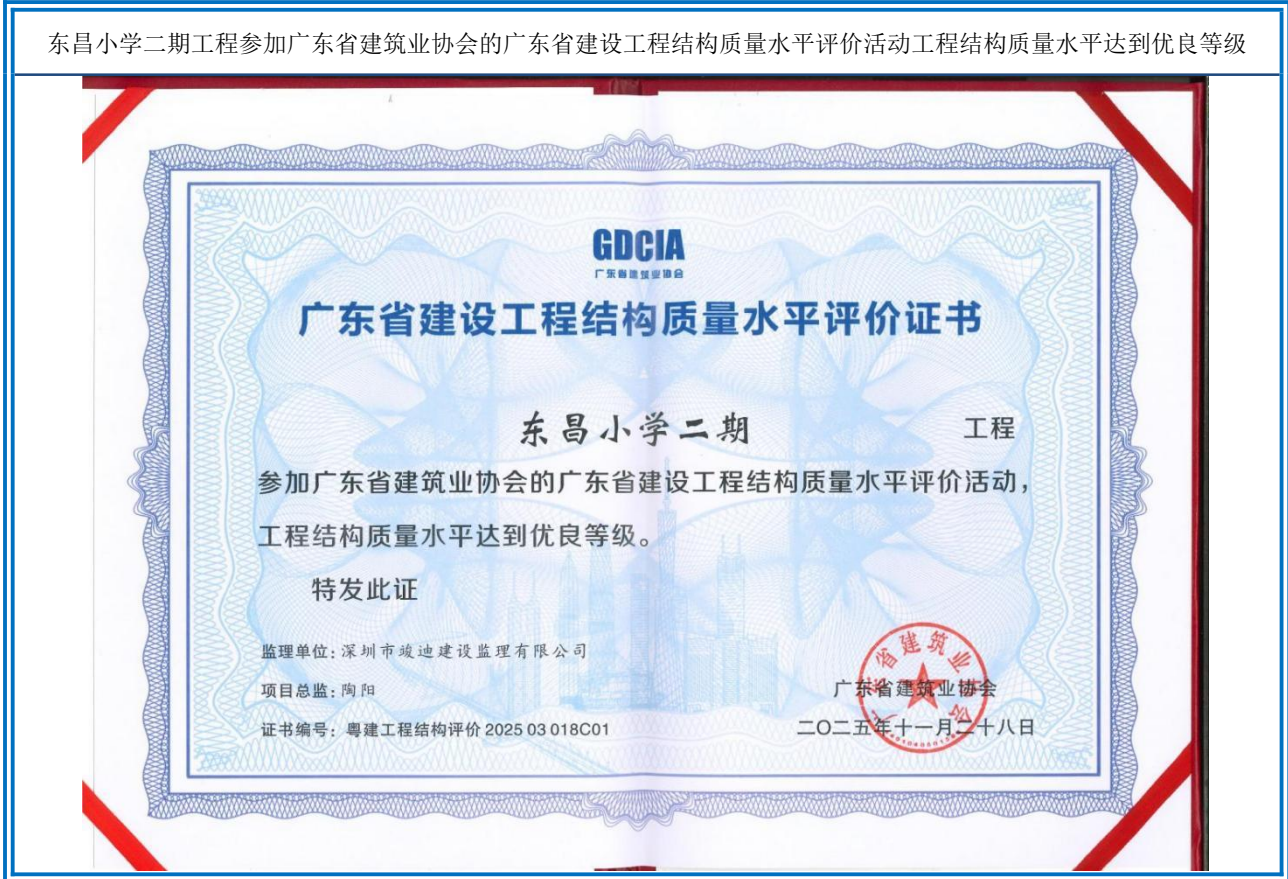 东昌小学二期工程参加广东省建筑业协会的广东省建设工程结构质量水平评价活动工程结构质量水平达到优良等级
GDCIA
广东省建筑业协会
广东省建设工程结构质量水平评价证书
东昌小学二期 工程
参加广东省建筑业协会的广东省建设工程结构质量水平评价活动，
工程结构质量水平达到优良等级。
特发此证
监理单位：深圳市竣迪建设监理有限公司
项目总监：陶阳
证书编号：粤建工程结构评价 2025 03 018C01
广东省建筑业协会
二〇二五年十一月二十八日
广东省建筑业协会